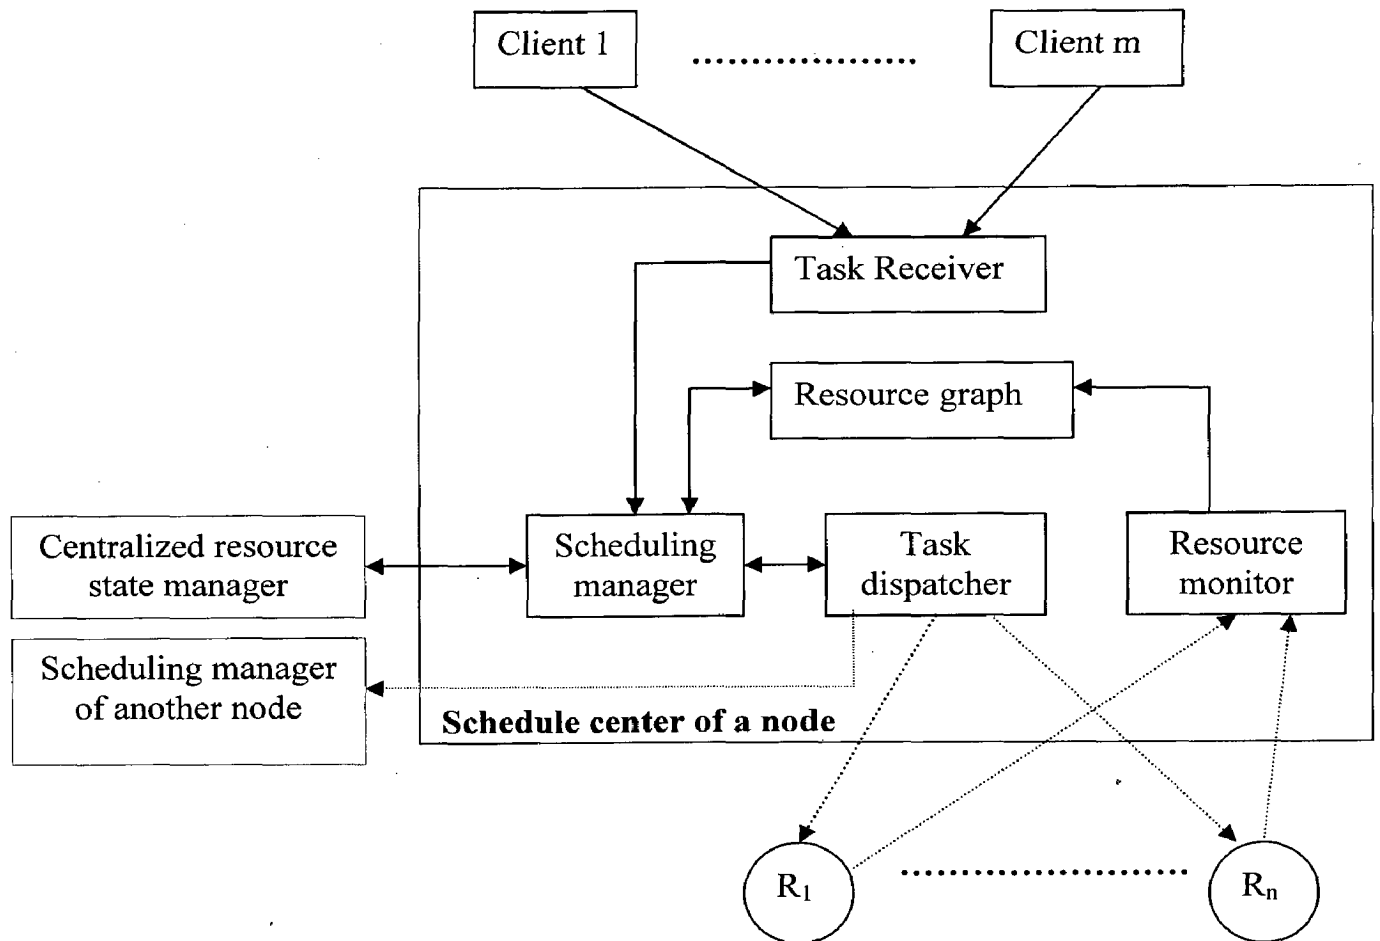 Client 1
Client m
Task Receiver
Resource graph
Centralized resource
state manager
Scheduling
manager
Task
dispatcher
Resource
monitor
Scheduling manager
of another node
Schedule center of a node
R1
Rn